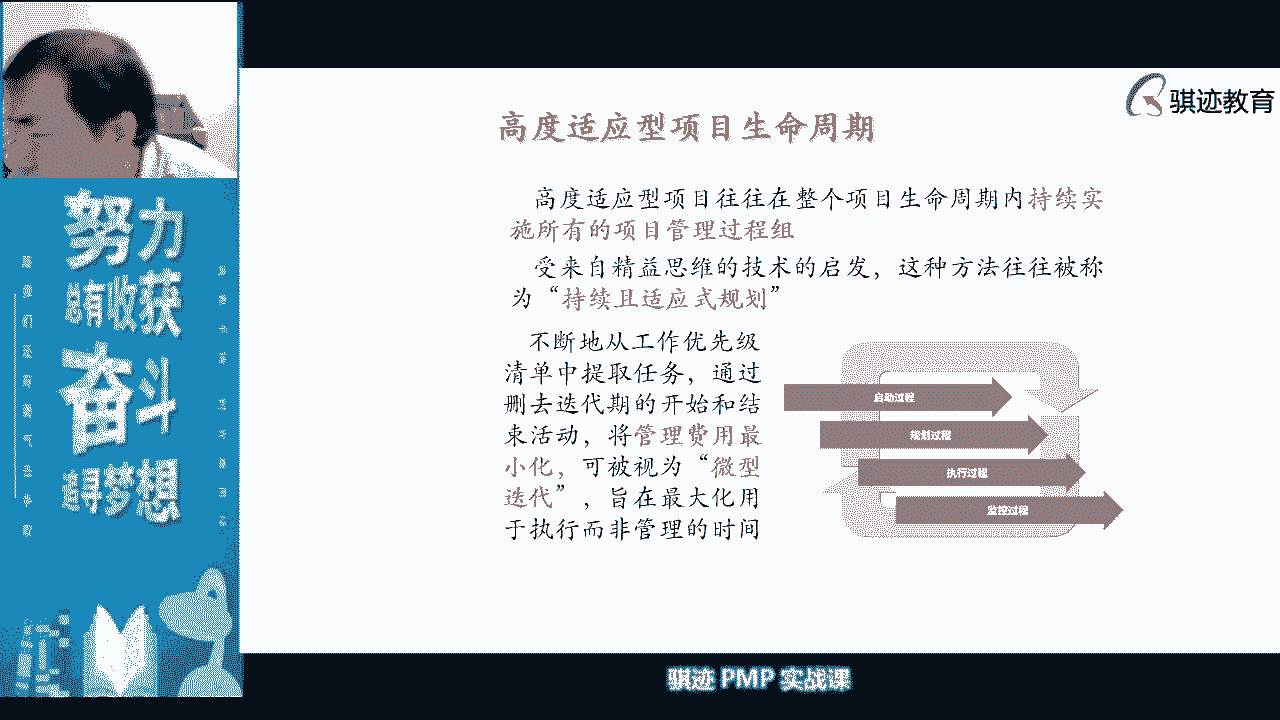 骐迹教育
高度适应型项目生命周期
高度适应型项目往往在整个项目生命周期内持续实
施所有的项目管理过程组
受来自精益思维的技术的启发，这种方法往往被称
为“持续且适应式规划”
不断地从工作优先级
清单中提取任务，通过
删去迭代期的开始和结
束活动，将管理费用最
小化，可被视为“微型
迭代”，旨在最大化用
于执行而非管理的时间
启动过程
规划过程
执行过程
监控过程
努力
总有收获
奋斗
追寻梦想
骐迹 PMP 实战课